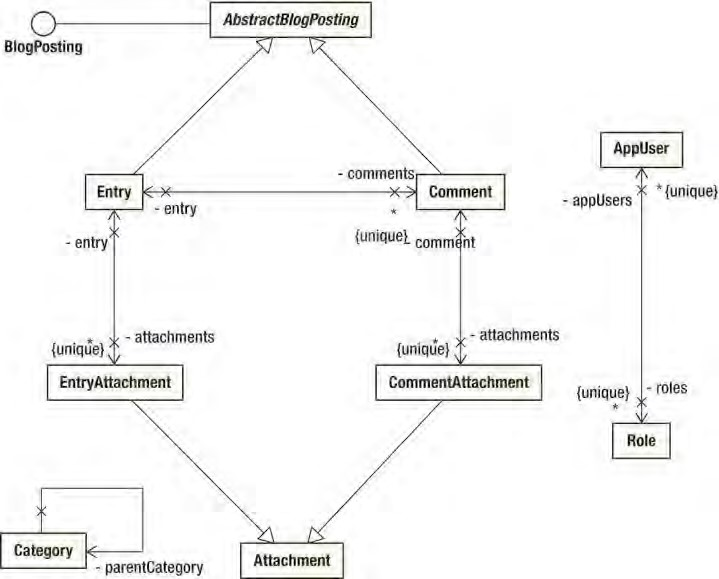 AbstractBlogPosting
BlogPosting
AppUser
- comments
Entry
Comment
* {unique}
- appUsers
- entry
*
{unique}
- comment
- entry
- attachments
*
{unique}
- attachments
*
{unique}
EntryAttachment
CommentAttachment
- roles
{unique}
*
Role
Category
- parentCategory
Attachment